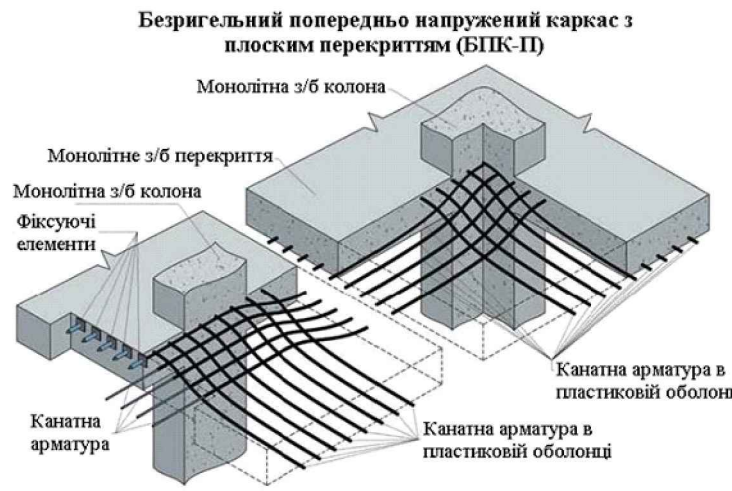 Безригельний попередньо напружений каркас з
плоским перекриттям (БПК-П)
Монолітна з/б колона
Монолітне з/б перекриття
Монолітна з/б колона
Фіксуючі
елементи
Канатна арматура в
пластиковій оболонц
Канатна
арматура
Канатна арматура в
пластиковій оболонці